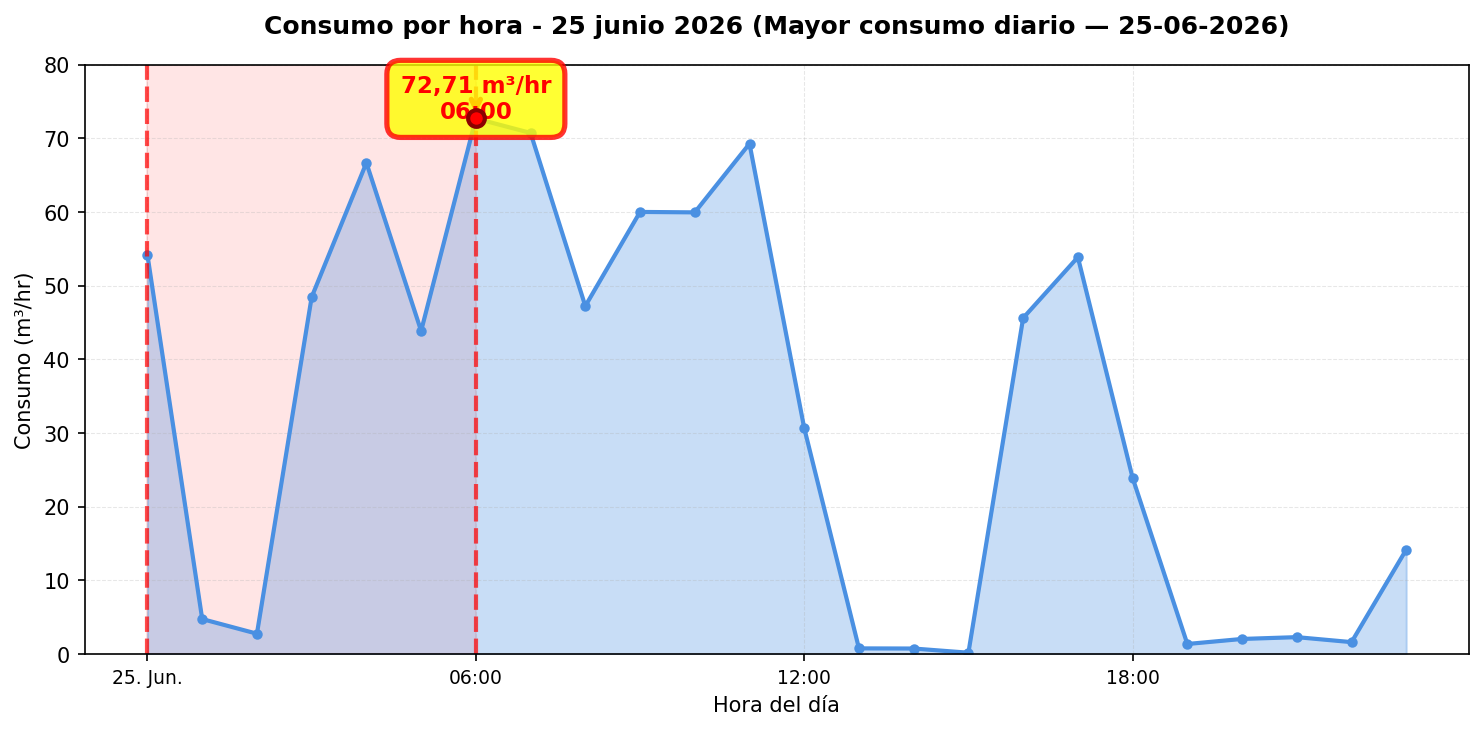 Consumo por hora - 25 junio 2026 (Mayor consumo diario — 25-06-2026)
72,71 m³/hr
06:00
Consumo (m³/hr)
80
70
60
50
40
30
20
10
0
25. Jun.
06:00
12:00
18:00
Hora del día